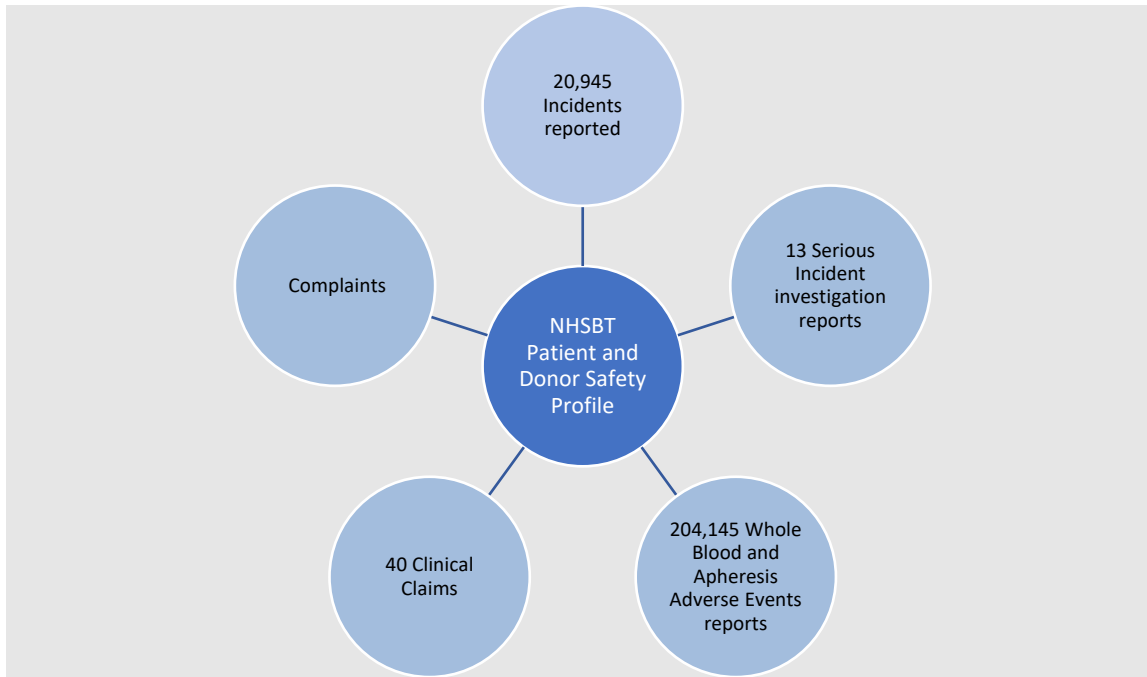 20,945
Incidents
reported
13 Serious
Incident
investigation
reports
204,145 Whole
Blood and
Apheresis
Adverse Events
reports
40 Clinical
Claims
Complaints
NHSBT
Patient and
Donor Safety
Profile